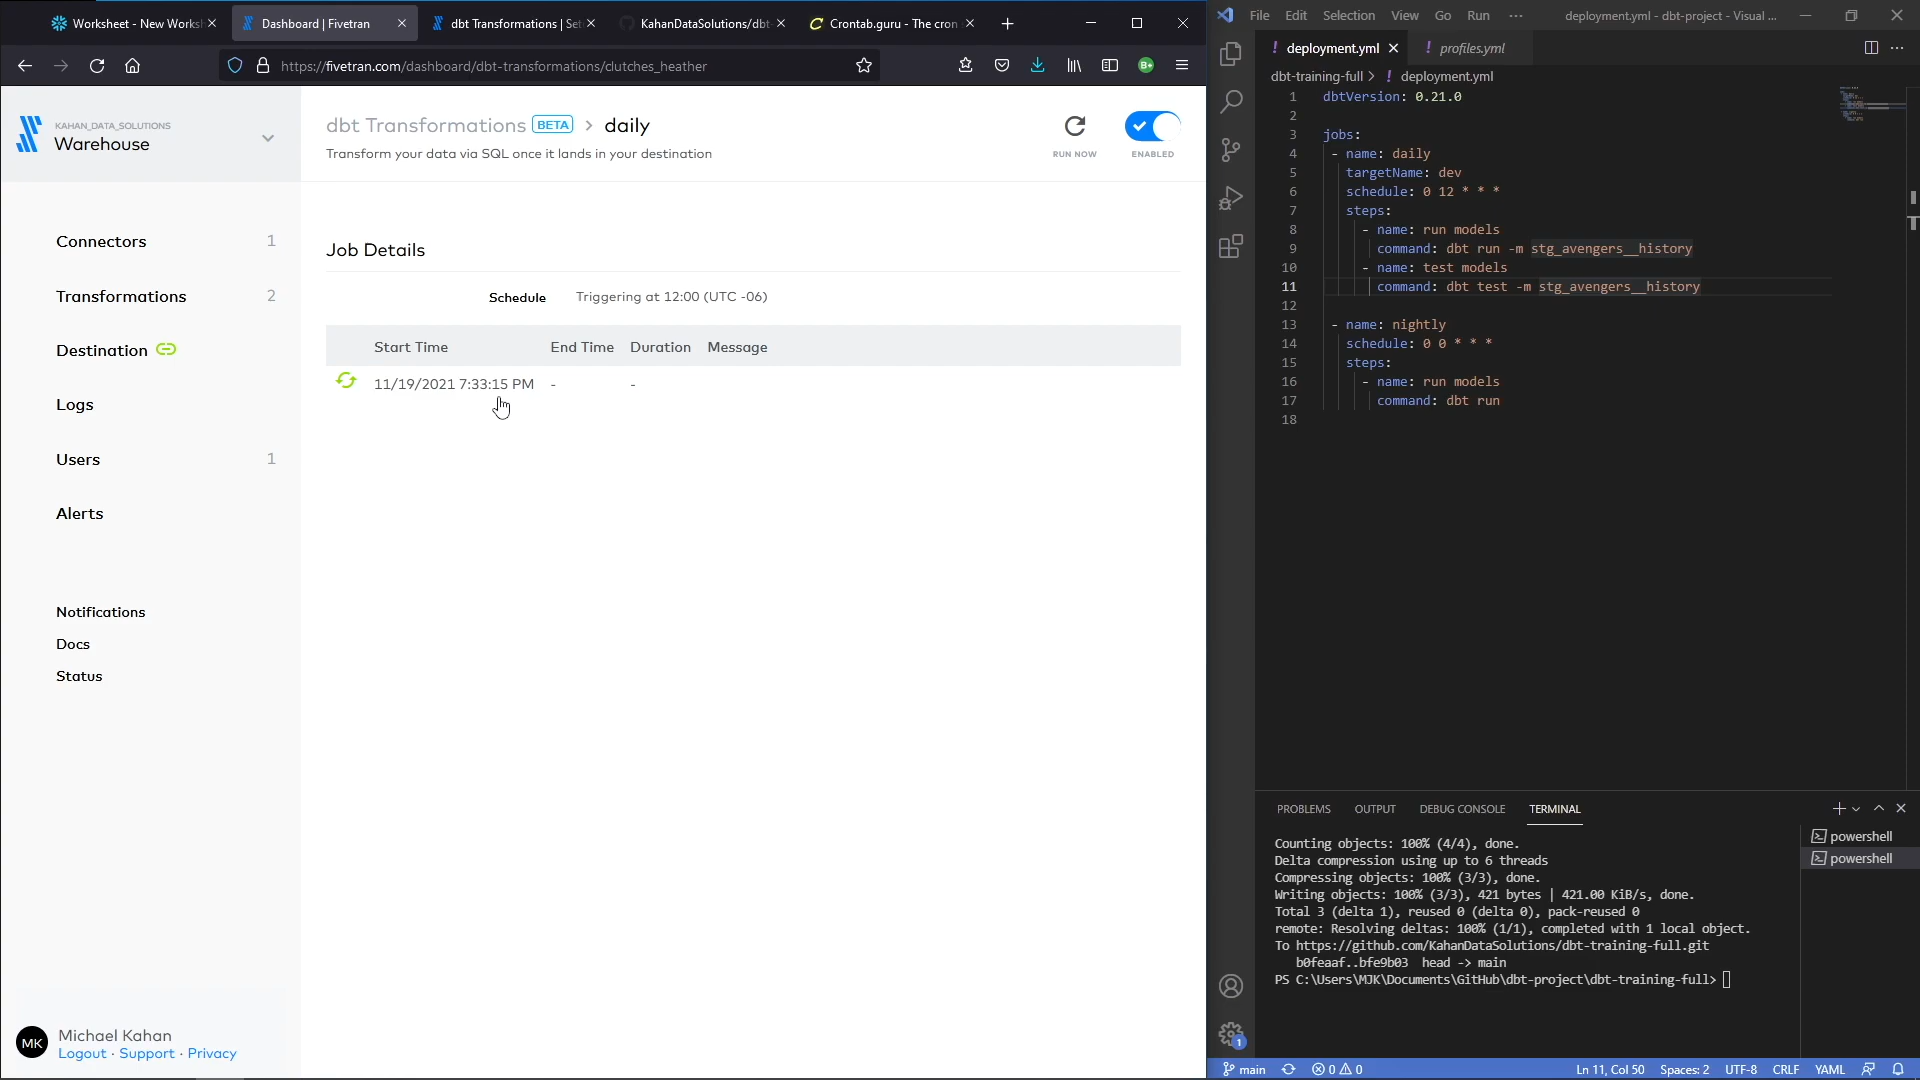 Worksheet - New Works
Dashboard | Fivetran
dbt Transformations | Set
KahanDataSolutions/dbt-
Crontab.guru - The cron s
https://fivetran.com/dashboard/dbt-transformations/clutches_heather
KAHAN_DATA_SOLUTIONS
Warehouse
Connectors 1
Transformations 2
Destination
Logs
Users 1
Alerts
Notifications
Docs
Status
MK
Michael Kahan
Logout · Support · Privacy
dbt Transformations BETA > daily
Transform your data via SQL once it lands in your destination
RUN NOW
ENABLED
Job Details
Schedule Triggering at 12:00 (UTC -06)
Start Time End Time Duration Message
11/19/2021 7:33:15 PM - -
File Edit Selection View Go Run ··· deployment.yml - dbt-project - Visual ...
! deployment.yml
! profiles.yml
dbt-training-full > ! deployment.yml
1 dbtVersion: 0.21.0
2
3 jobs:
4 - name: daily
5 targetName: dev
6 schedule: 0 12 * * *
7 steps:
8 - name: run models
9 command: dbt run -m stg_avengers__history
10 - name: test models
11 command: dbt test -m stg_avengers__history
12
13 - name: nightly
14 schedule: 0 0 * * *
15 steps:
16 - name: run models
17 command: dbt run
18
PROBLEMS OUTPUT DEBUG CONSOLE TERMINAL
powershell
powershell
Counting objects: 100% (4/4), done.
Delta compression using up to 6 threads
Compressing objects: 100% (3/3), done.
Writing objects: 100% (3/3), 421 bytes | 421.00 KiB/s, done.
Total 3 (delta 1), reused 0 (delta 0), pack-reused 0
remote: Resolving deltas: 100% (1/1), completed with 1 local object.
To https://github.com/KahanDataSolutions/dbt-training-full.git
b0feaaf..bfe9b03 head -> main
PS C:\Users\MJK\Documents\GitHub\dbt-project\dbt-training-full>
1
main 0 0 Ln 11, Col 50 Spaces: 2 UTF-8 CRLF YAML